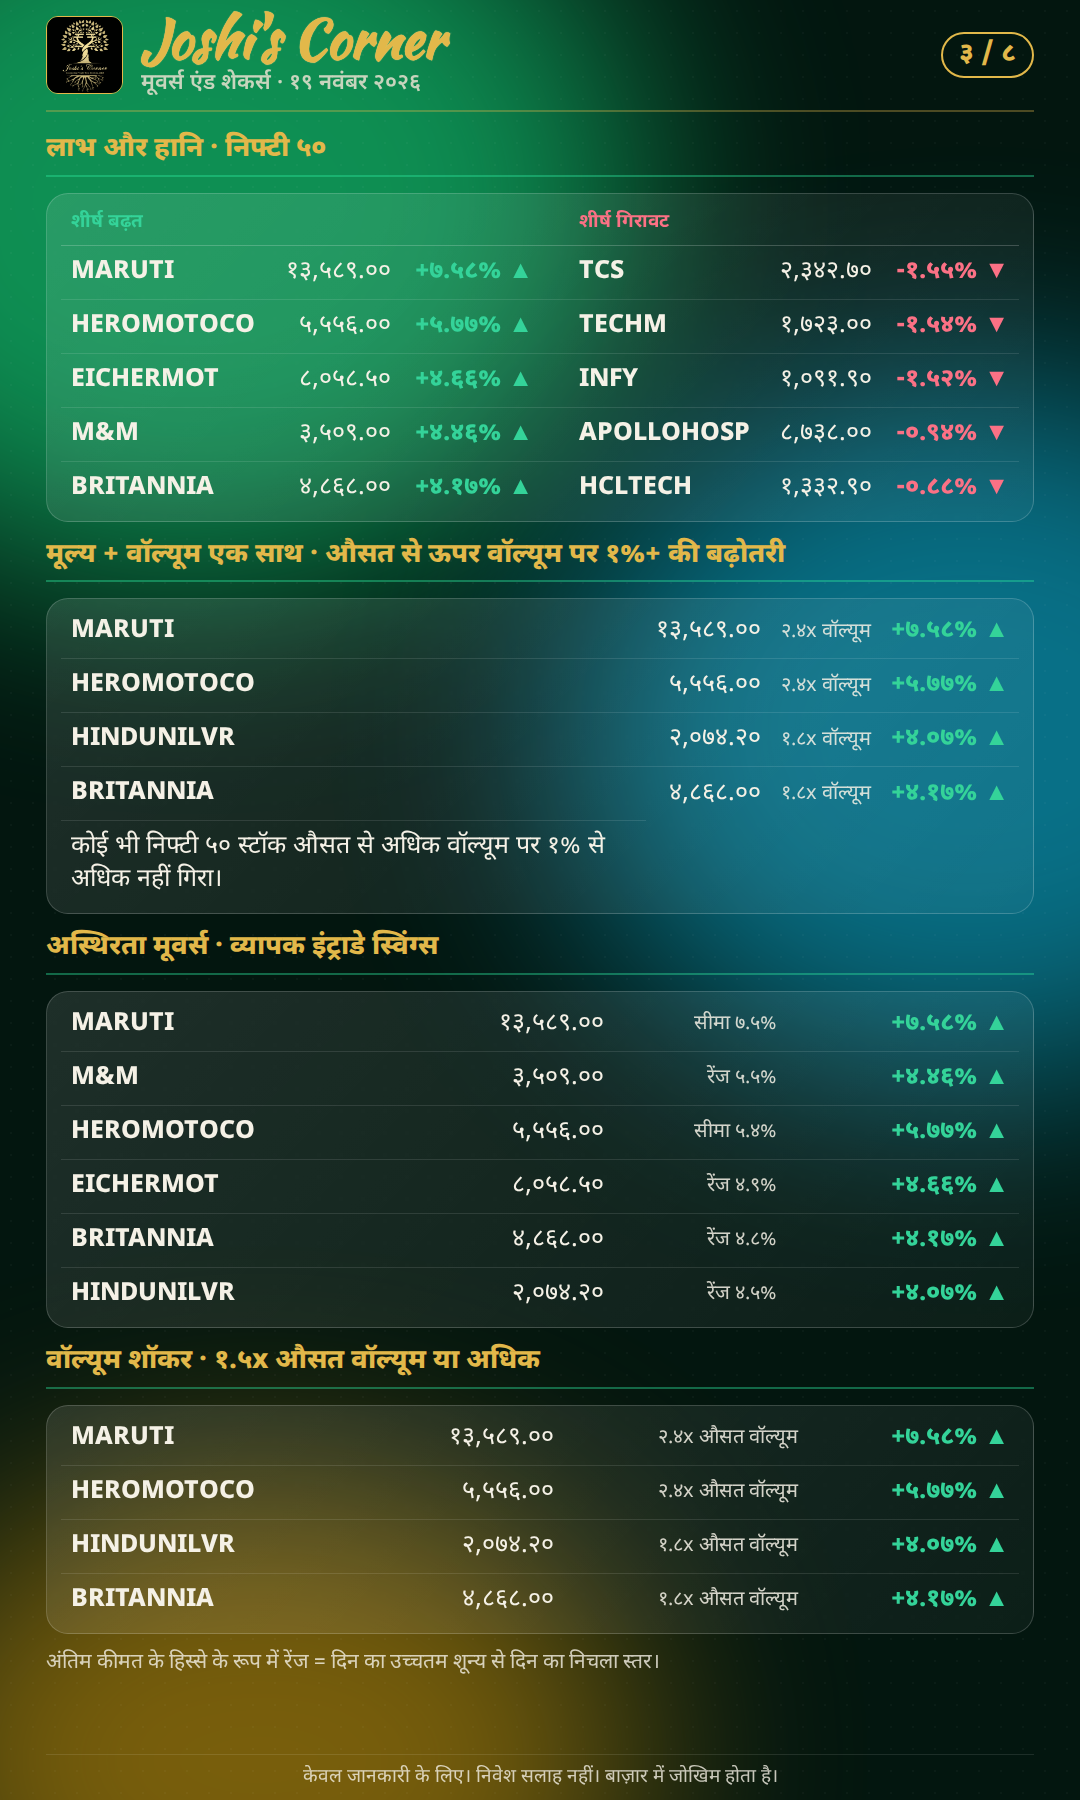 Joshi's Corner
मूवर्स एंड शेकर्स · १९ नवंबर २०२६
३ / ८
लाभ और हानि · निफ्टी ५०
शीर्ष बढ़त शीर्ष गिरावट
MARUTI १३,५८९.०० +७.५८% ▲ TCS २,३४२.७० -१.५५% ▼
HEROMOTOCO ५,५५६.०० +५.७७% ▲ TECHM १,७२३.०० -१.५४% ▼
EICHERMOT ८,०५८.५० +४.६६% ▲ INFY १,०९१.९० -१.५२% ▼
M&M ३,५०९.०० +४.४६% ▲ APOLLOHOSP ८,७३८.०० -०.९४% ▼
BRITANNIA ४,८६८.०० +४.१७% ▲ HCLTECH १,३३२.९० -०.८८% ▼
मूल्य + वॉल्यूम एक साथ · औसत से ऊपर वॉल्यूम पर १%+ की बढ़ोतरी
MARUTI १३,५८९.०० २.४x वॉल्यूम +७.५८% ▲
HEROMOTOCO ५,५५६.०० २.४x वॉल्यूम +५.७७% ▲
HINDUNILVR २,०७४.२० १.८x वॉल्यूम +४.०७% ▲
BRITANNIA ४,८६८.०० १.८x वॉल्यूम +४.१७% ▲
कोई भी निफ्टी ५० स्टॉक औसत से अधिक वॉल्यूम पर १% से
अधिक नहीं गिरा।
अस्थिरता मूवर्स · व्यापक इंट्राडे स्विंग्स
MARUTI १३,५८९.०० सीमा ७.५% +७.५८% ▲
M&M ३,५०९.०० रेंज ५.५% +४.४६% ▲
HEROMOTOCO ५,५५६.०० सीमा ५.४% +५.७७% ▲
EICHERMOT ८,०५८.५० रेंज ४.९% +४.६६% ▲
BRITANNIA ४,८६८.०० रेंज ४.८% +४.१७% ▲
HINDUNILVR २,०७४.२० रेंज ४.५% +४.०७% ▲
वॉल्यूम शॉकर · १.५x औसत वॉल्यूम या अधिक
MARUTI १३,५८९.०० २.४x औसत वॉल्यूम +७.५८% ▲
HEROMOTOCO ५,५५६.०० २.४x औसत वॉल्यूम +५.७७% ▲
HINDUNILVR २,०७४.२० १.८x औसत वॉल्यूम +४.०७% ▲
BRITANNIA ४,८६८.०० १.८x औसत वॉल्यूम +४.१७% ▲
अंतिम कीमत के हिस्से के रूप में रेंज = दिन का उच्चतम शून्य से दिन का निचला स्तर।
केवल जानकारी के लिए। निवेश सलाह नहीं। बाज़ार में जोखिम होता है।